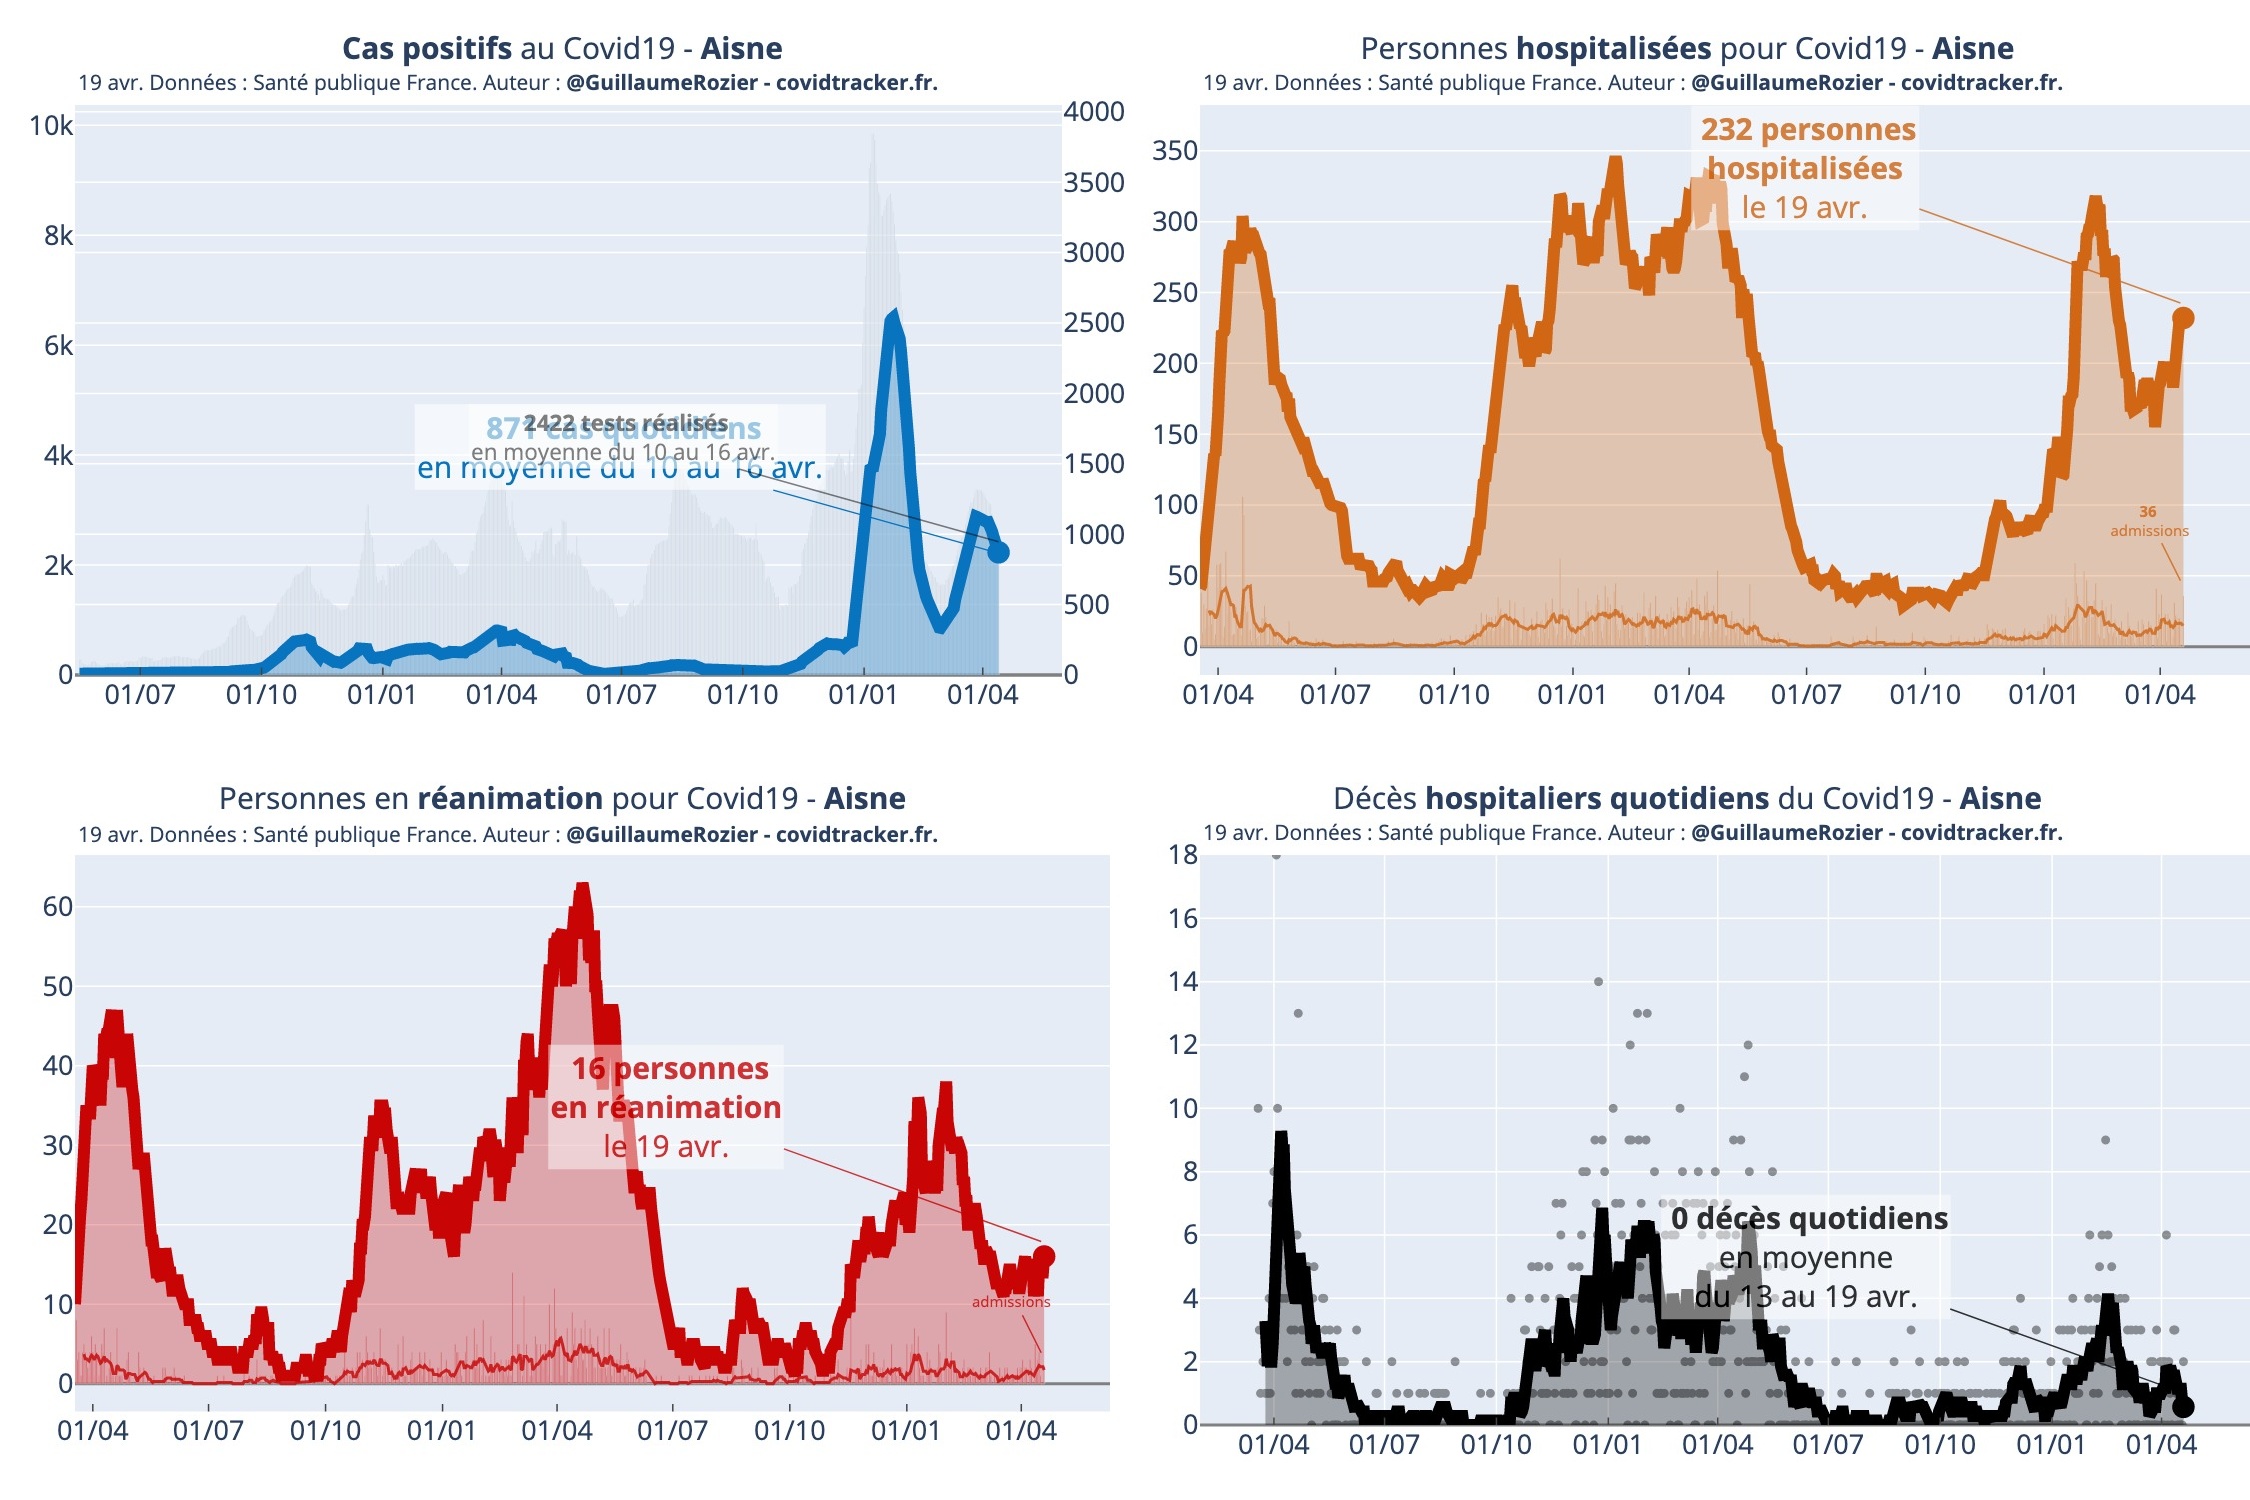 Cas positifs au Covid19 - Aisne
19 avr. Données : Santé publique France. Auteur : @GuillaumeRozier - covidtracker.fr.
10k
8k
6k
4k
2k
0
4000
3500
3000
2500
2000
1500
1000
500
0
871 cas quotidiens
en moyenne du 10 au 16 avr.
2422 tests réalisés
en moyenne du 10 au 16 avr.
01/07 01/10 01/01 01/04 01/07 01/10 01/01 01/04
Personnes hospitalisées pour Covid19 - Aisne
19 avr. Données : Santé publique France. Auteur : @GuillaumeRozier - covidtracker.fr.
350
300
250
200
150
100
50
0
232 personnes
hospitalisées
le 19 avr.
36
admissions
01/04 01/07 01/10 01/01 01/04 01/07 01/10 01/01 01/04
Personnes en réanimation pour Covid19 - Aisne
19 avr. Données : Santé publique France. Auteur : @GuillaumeRozier - covidtracker.fr.
60
50
40
30
20
10
0
16 personnes
en réanimation
le 19 avr.
admissions
01/04 01/07 01/10 01/01 01/04 01/07 01/10 01/01 01/04
Décès hospitaliers quotidiens du Covid19 - Aisne
19 avr. Données : Santé publique France. Auteur : @GuillaumeRozier - covidtracker.fr.
18
16
14
12
10
8
6
4
2
0
0 décès quotidiens
en moyenne
du 13 au 19 avr.
01/04 01/07 01/10 01/01 01/04 01/07 01/10 01/01 01/04